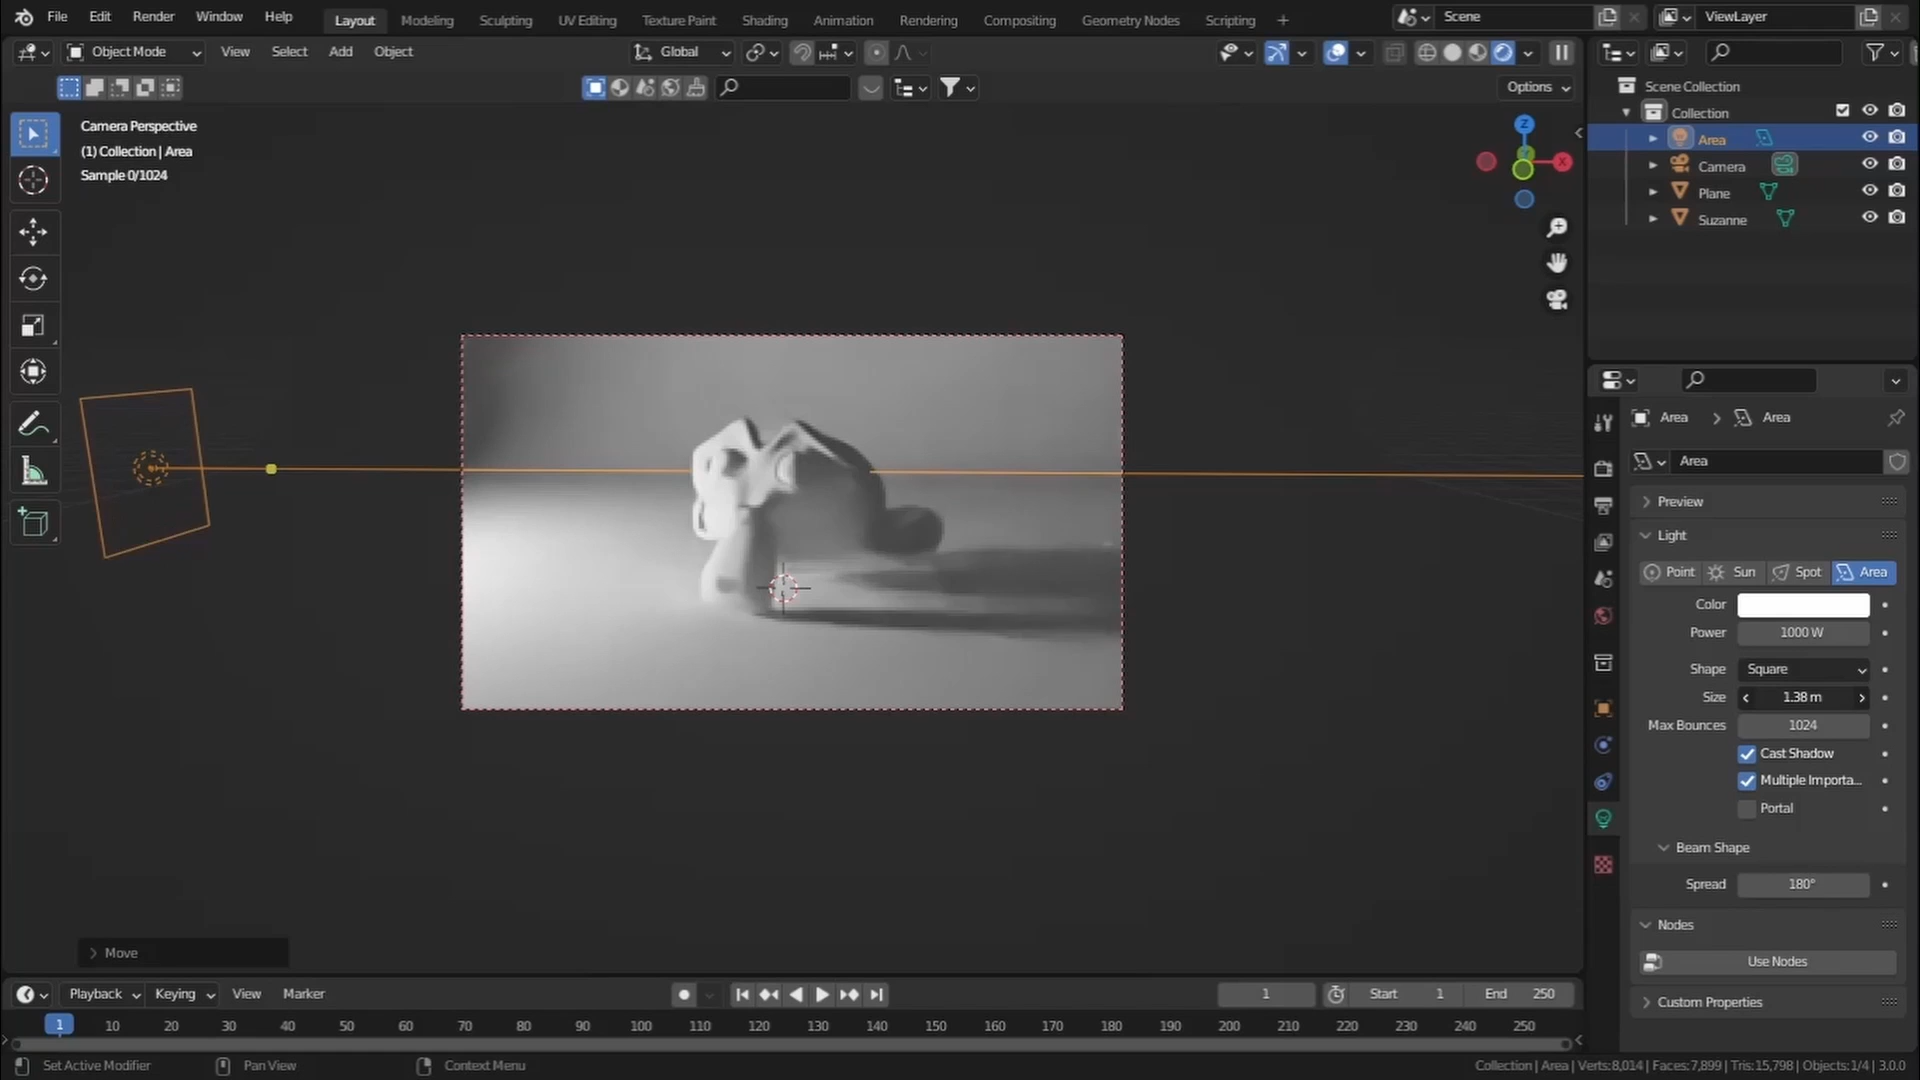 File Edit Render Window Help Layout Modeling Sculpting UV Editing Texture Paint Shading Animation Rendering Compositing Geometry Nodes Scripting + Scene ViewLayer
Object Mode View Select Add Object Global
Options
Camera Perspective
(1) Collection | Area
Sample 0/1024
Z
Y
X
Move
Scene Collection
Collection
Area
Camera
Plane
Suzanne
Area > Area
Area
Preview
Light
Point Sun Spot Area
Color
Power 1000 W
Shape Square
Size 1.38 m
Max Bounces 1024
Cast Shadow
Multiple Importa...
Portal
Beam Shape
Spread 180°
Nodes
Use Nodes
Custom Properties
Playback Keying View Marker 1 Start 1 End 250
1 10 20 30 40 50 60 70 80 90 100 110 120 130 140 150 160 170 180 190 200 210 220 230 240 250
Set Active Modifier Pan View Context Menu Collection | Area | Verts:8,014 | Faces:7,899 | Tris:15,798 | Objects:1/4 | 3.0.0